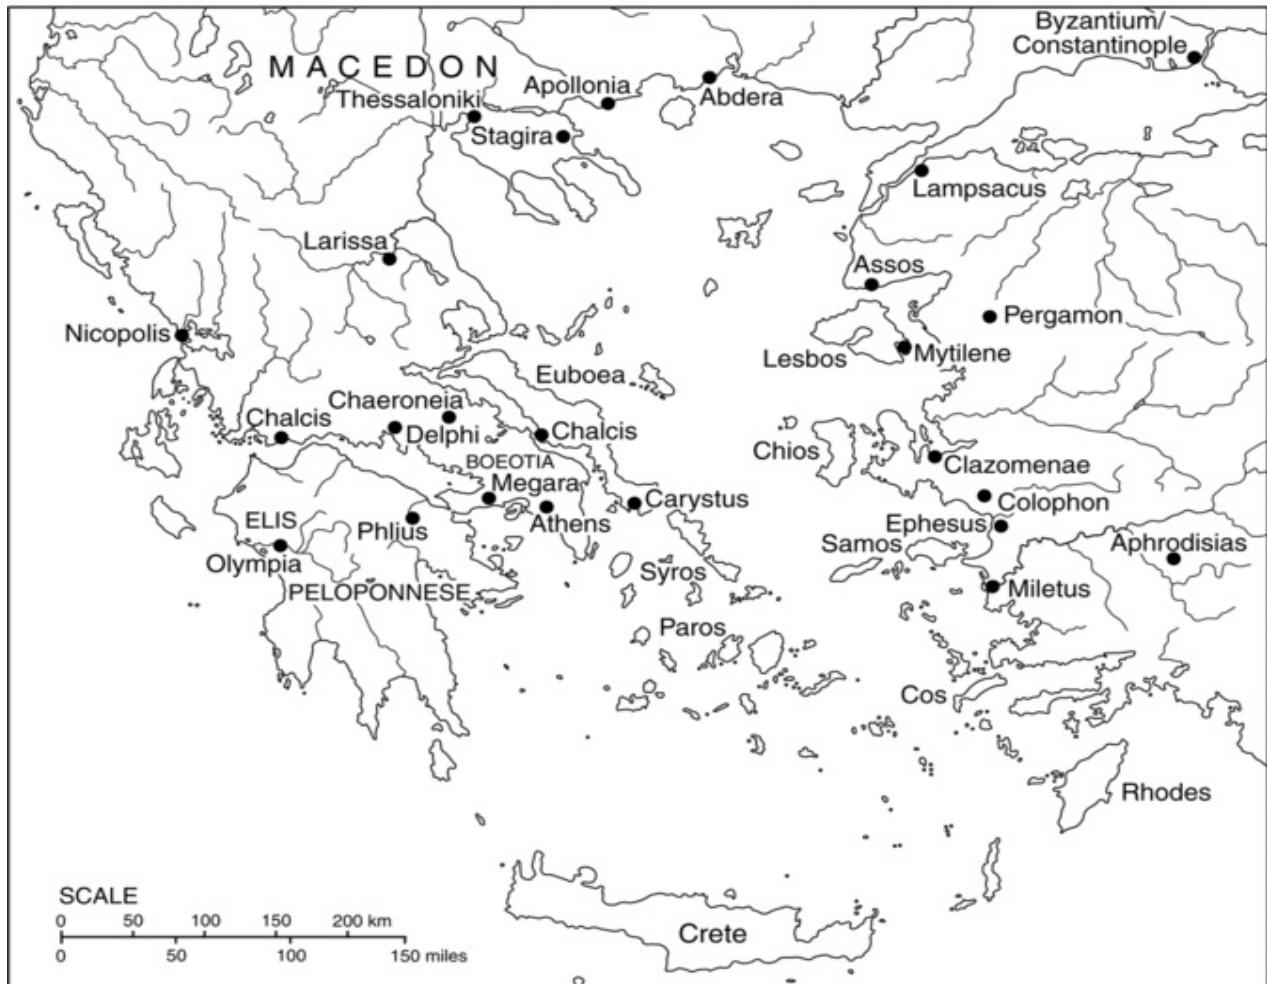 Byzantium/
Constantinople
MACEDON
Apollonia
Abdera
Thessaloniki
Stagira
Lampsacus
Larissa
Assos
Pergamon
Nicopolis
Lesbos
Mytilene
Euboea
Chaeroneia
Chalcis
Delphi
Chalcis
Chios
BOEOTIA
Clazomenae
Megara
Carystus
Colophon
ELIS
Phlius
Athens
Ephesus
Samos
Aphrodisias
Olympia
Syros
PELOPONNESE
Miletus
Paros
Cos
Rhodes
SCALE
0 50 100 150 200 km
0 50 100 150 miles
Crete